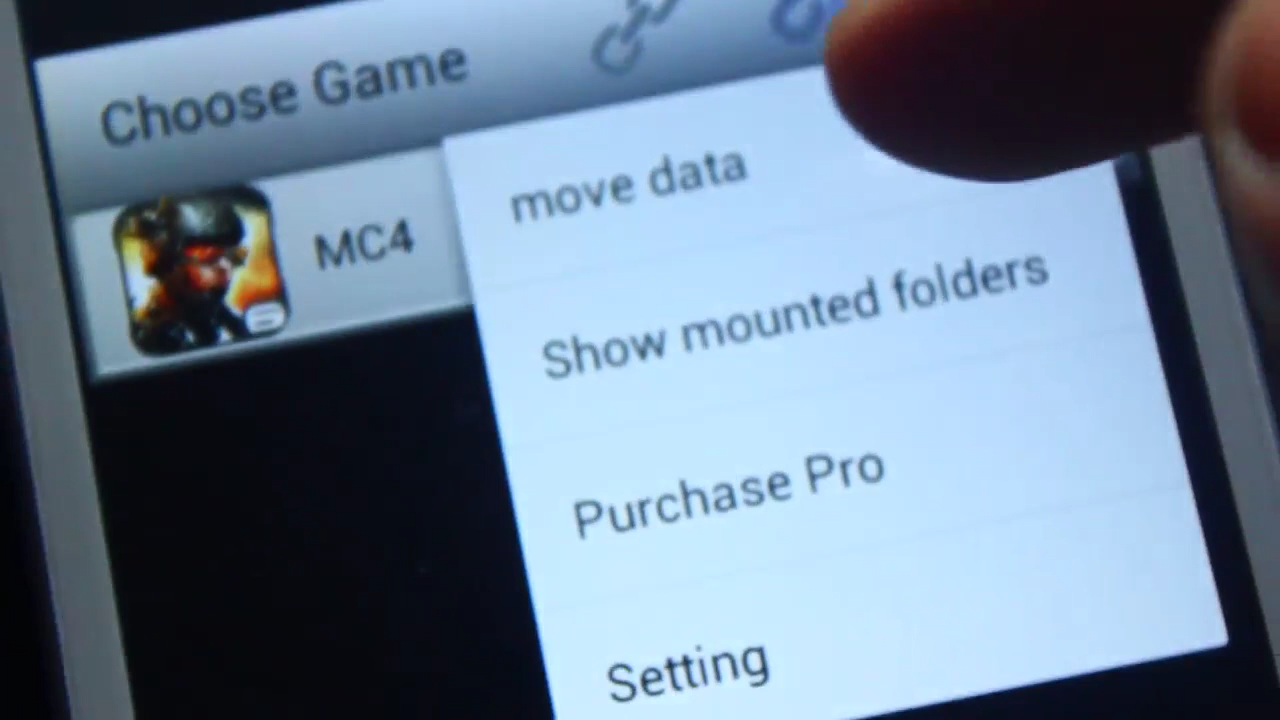 Choose Game
MC4
move data
Show mounted folders
Purchase Pro
Setting